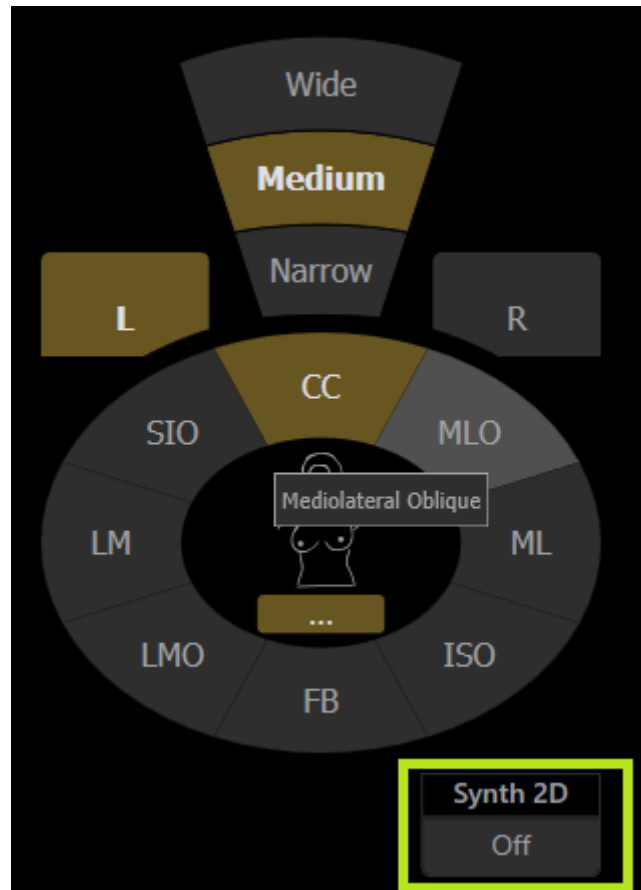 Wide
Medium
Narrow
L
R
CC
SIO
MLO
Mediolateral Oblique
LM
ML
...
LMO
ISO
FB
Synth 2D
Off